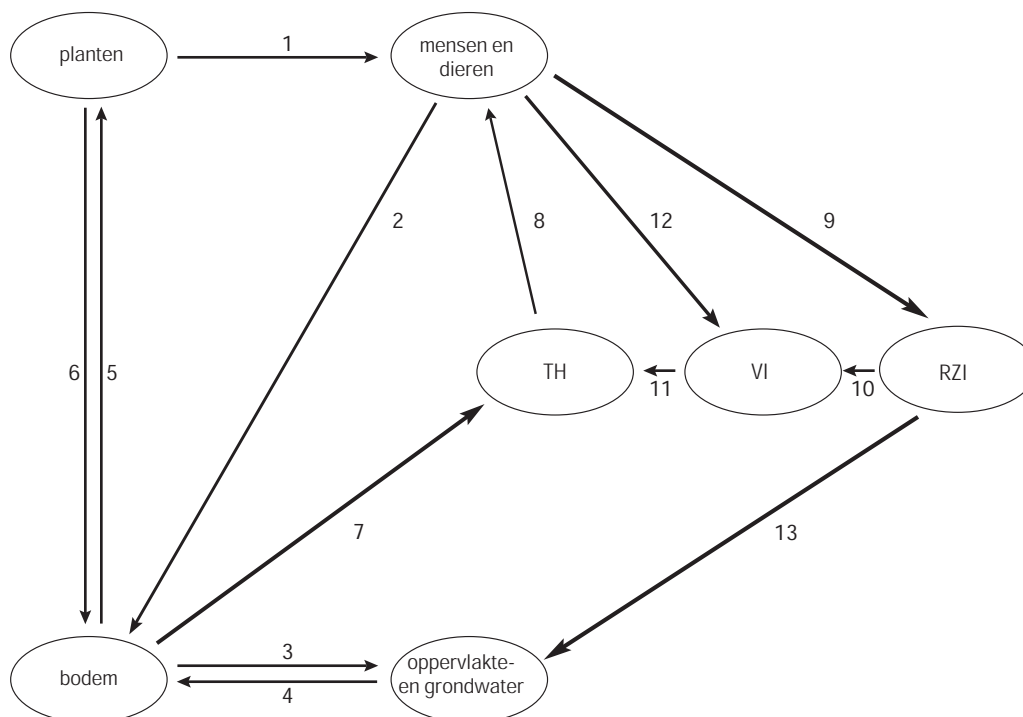 planten
1
mensen en
dieren
2
8
12
9
6
5
TH
VI
RZI
11
10
7
13
bodem
3
4
oppervlakte-
en grondwater